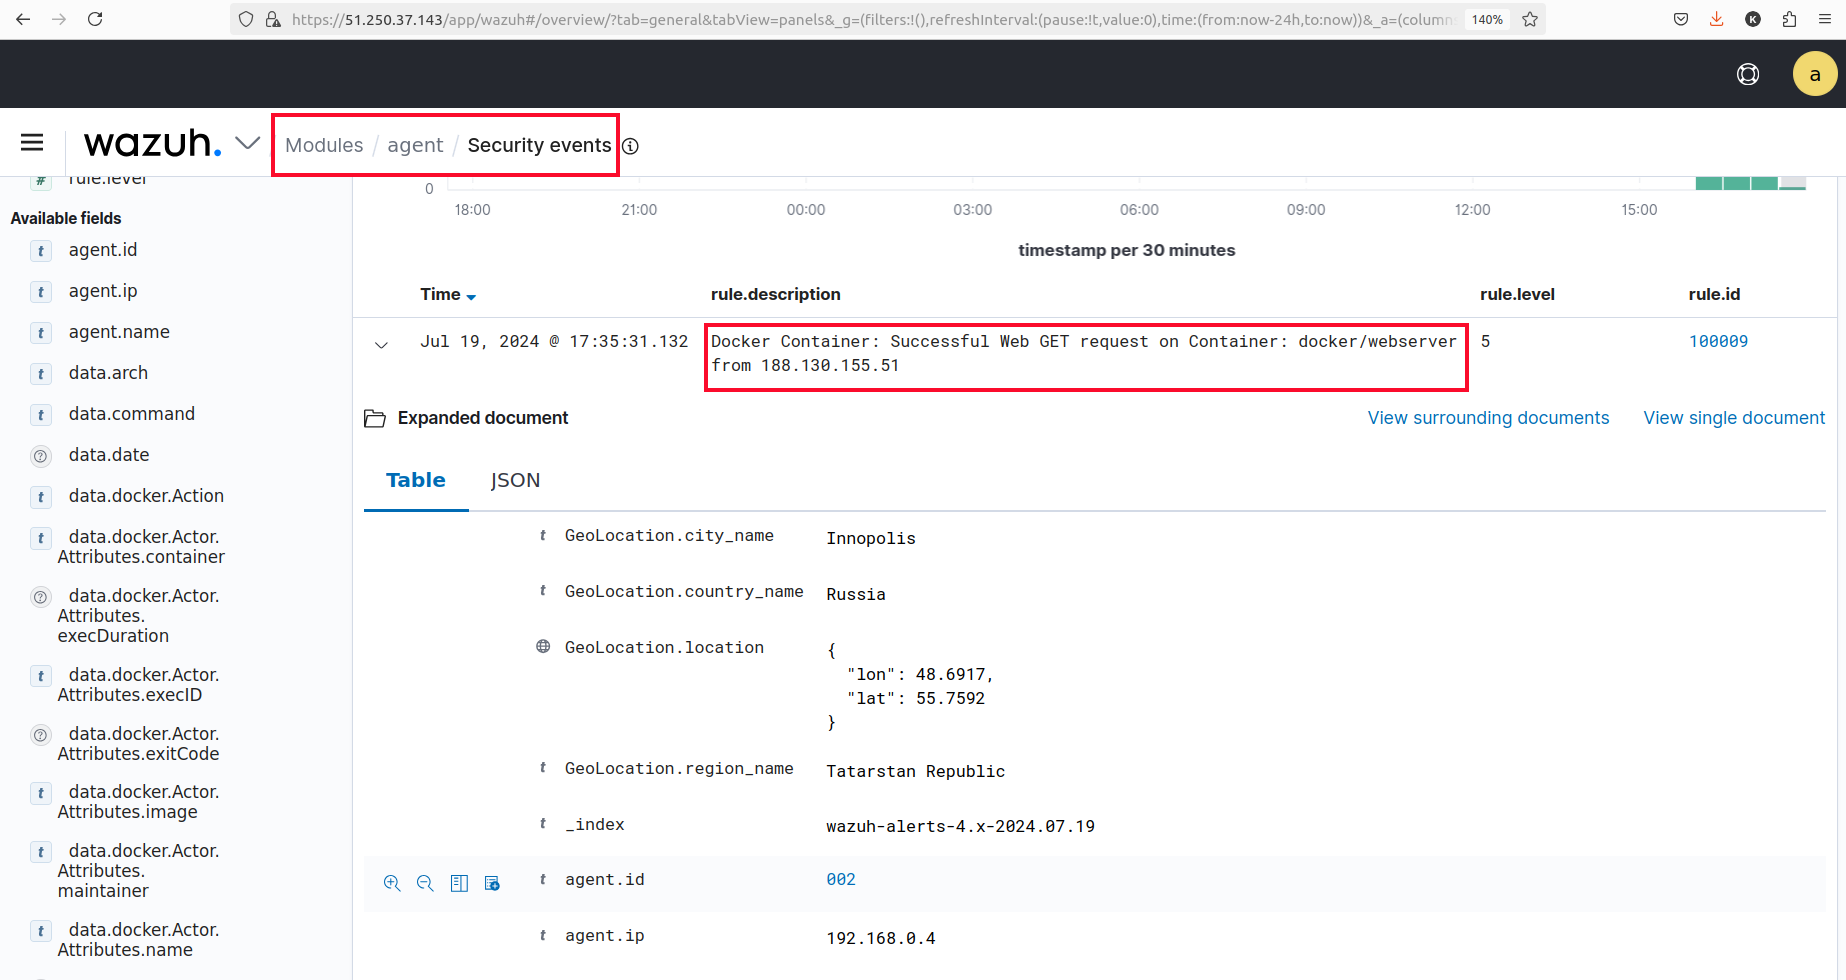 https://51.250.37.143/app/wazuh#/overview/?tab=general&tabView=panels&_g=(filters:!(),refreshInterval:(pause:!t,value:0),time:(from:now-24h,to:now))&_a=(column
140%
K
a
wazuh.
Modules / agent / Security events
# rule.level
Available fields
t agent.id
t agent.ip
t agent.name
t data.arch
t data.command
? data.date
t data.docker.Action
t data.docker.Actor.
Attributes.container
? data.docker.Actor.
Attributes.
execDuration
t data.docker.Actor.
Attributes.execID
? data.docker.Actor.
Attributes.exitCode
t data.docker.Actor.
Attributes.image
t data.docker.Actor.
Attributes.
maintainer
t data.docker.Actor.
Attributes.name
0
18:00 21:00 00:00 03:00 06:00 09:00 12:00 15:00
timestamp per 30 minutes
Time rule.description rule.level rule.id
Jul 19, 2024 @ 17:35:31.132 Docker Container: Successful Web GET request on Container: docker/webserver 5 100009
from 188.130.155.51
Expanded document View surrounding documents View single document
Table JSON
t GeoLocation.city_name Innopolis
t GeoLocation.country_name Russia
GeoLocation.location {
"lon": 48.6917,
"lat": 55.7592
}
t GeoLocation.region_name Tatarstan Republic
t _index wazuh-alerts-4.x-2024.07.19
t agent.id 002
t agent.ip 192.168.0.4